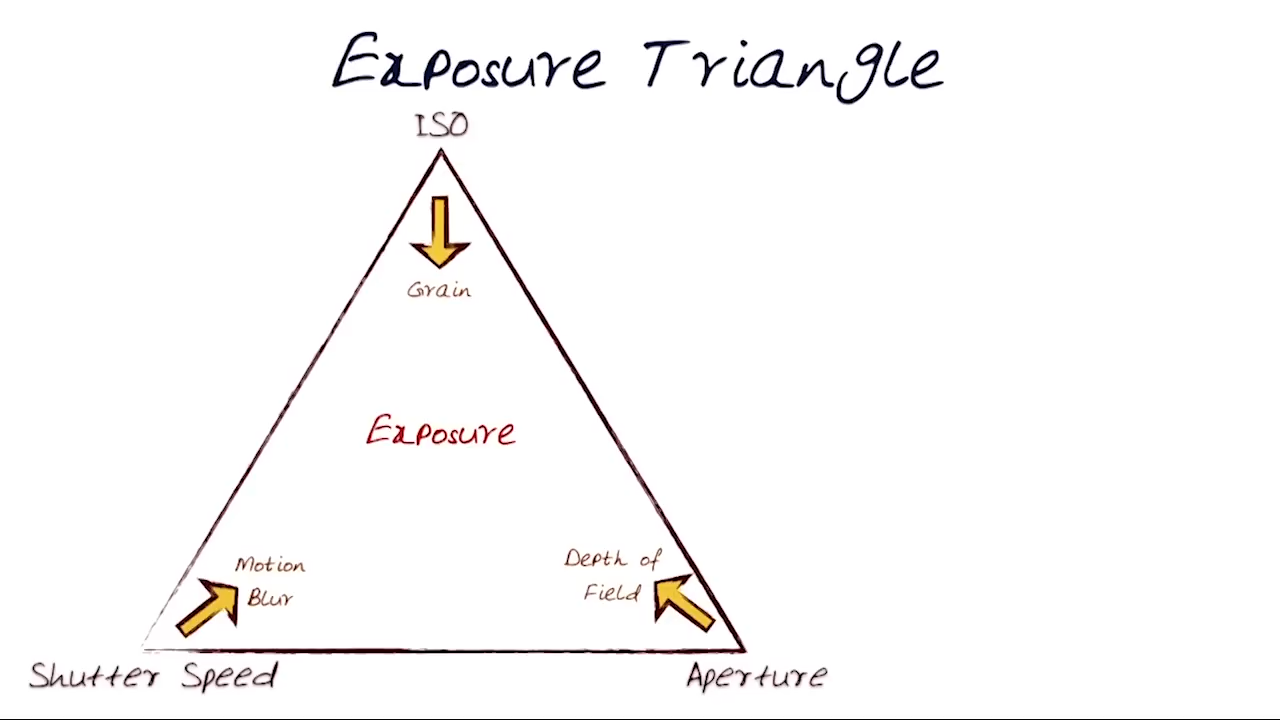 Exposure Triangle
ISO
Grain
Exposure
Motion
Blur
Depth of
Field
Shutter Speed
Aperture